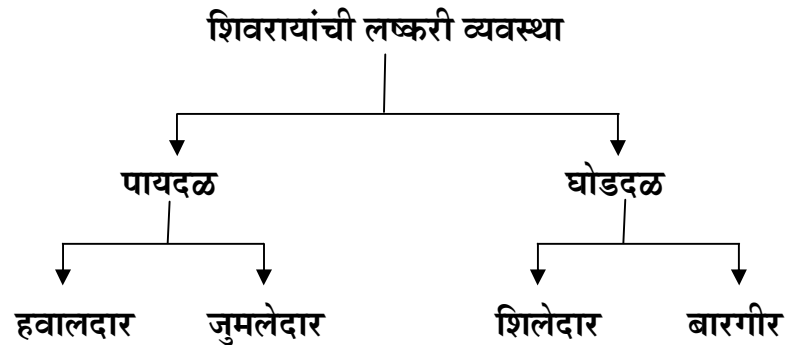 शिवरायांची लष्करी व्यवस्था
पायदळ घोडदळ
हवालदार जुमलेदार शिलेदार बारगीर